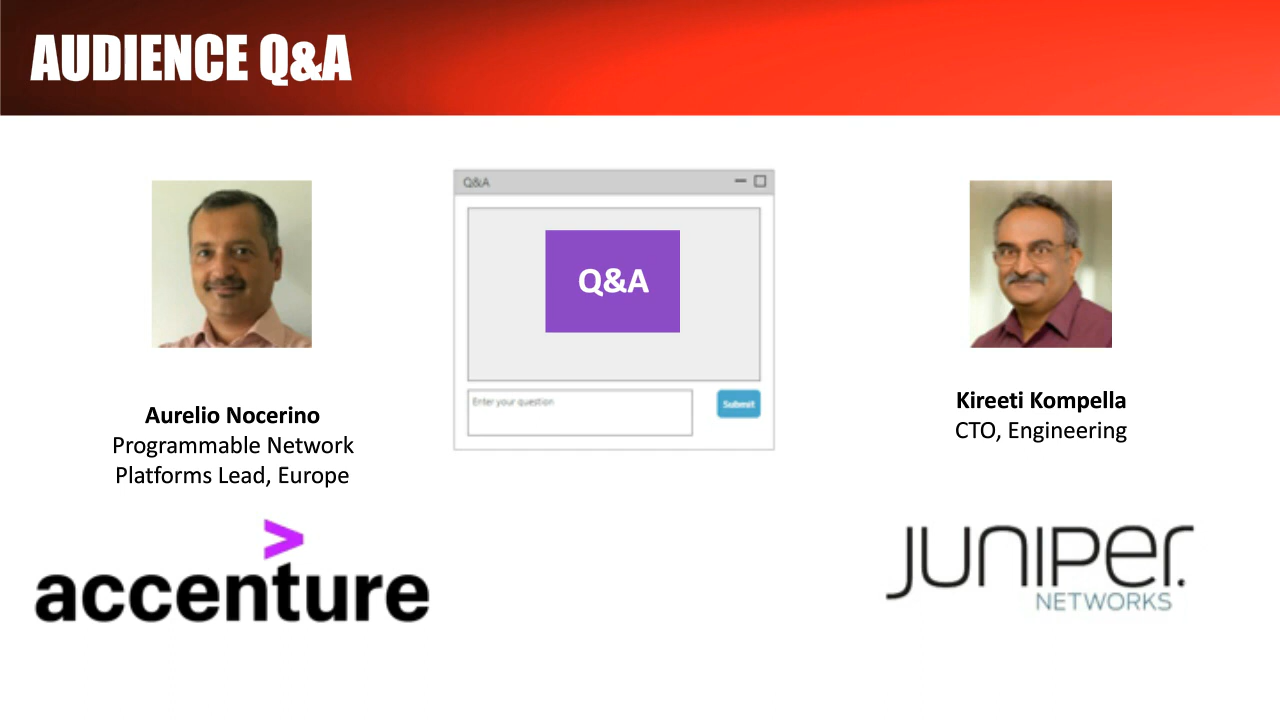 AUDIENCE Q&A
Q&A
Q&A
Enter your question
Submit
Aurelio Nocerino
Programmable Network
Platforms Lead, Europe
accenture
Kireeti Kompella
CTO, Engineering
JUNIPer
NETWORKS